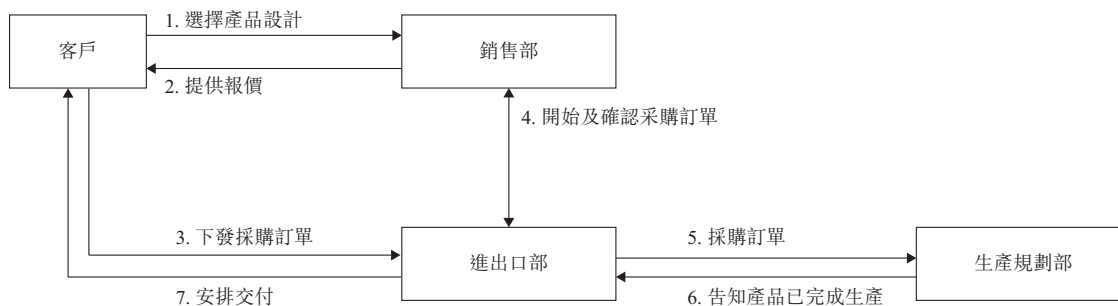 1. 選擇產品設計
客戶
銷售部
2. 提供報價
4. 開始及確認采購訂單
3. 下發採購訂單
5. 採購訂單
進出口部
生產規劃部
7. 安排交付
6. 告知產品已完成生產